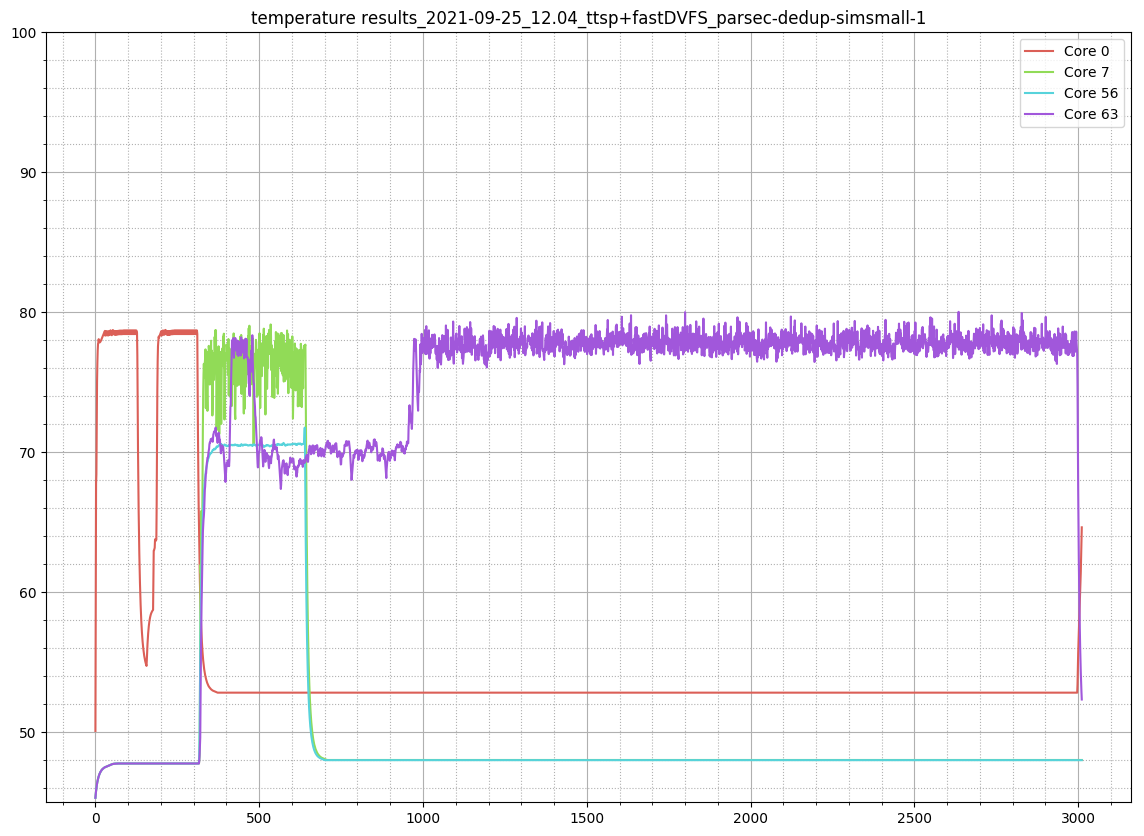 temperature results_2021-09-25_12.04_ttsp+fastDVFS_parsec-dedup-simsmall-1
100
90
80
70
60
50
Core 0
Core 7
Core 56
Core 63
0 500 1000 1500 2000 2500 3000